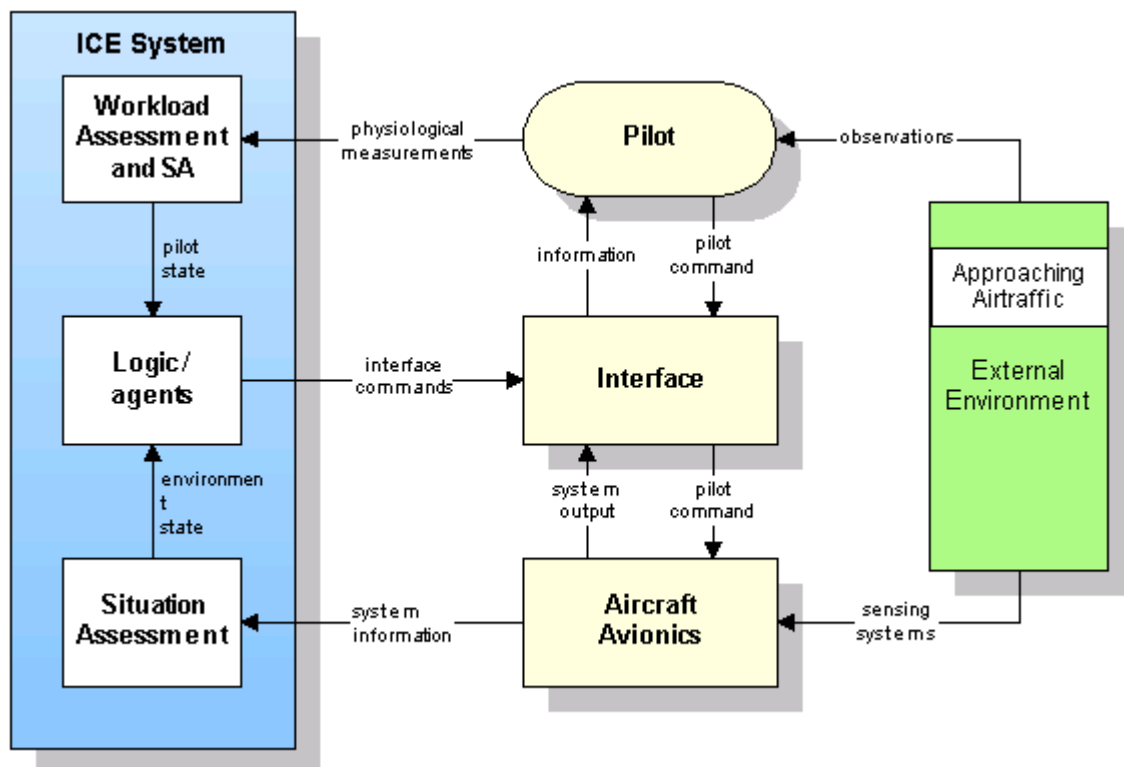 ICE System
Workload
Assessment
and SA
physiological
measurements
Pilot
observations
pilot
state
information
pilot
command
Approaching
Airtraffic
Logic/
agents
interface
commands
Interface
External
Environment
environmen
t
state
system
output
pilot
command
Situation
Assessment
system
information
Aircraft
Avionics
sensing
systems